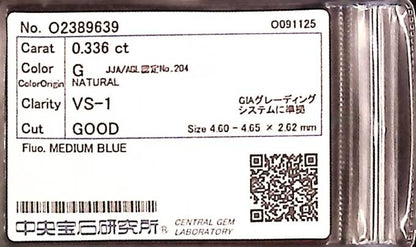 No. O2389639 O091125
Carat 0.336 ct
Color G JJA/AGL認定No.204
ColorOrigin NATURAL
Clarity VS-1 GIAグレーディング
システムに準拠
Cut GOOD Size 4.60 - 4.65 × 2.62 mm
Fluo. MEDIUM BLUE
中央宝石研究所® CENTRAL GEM
LABORATORY